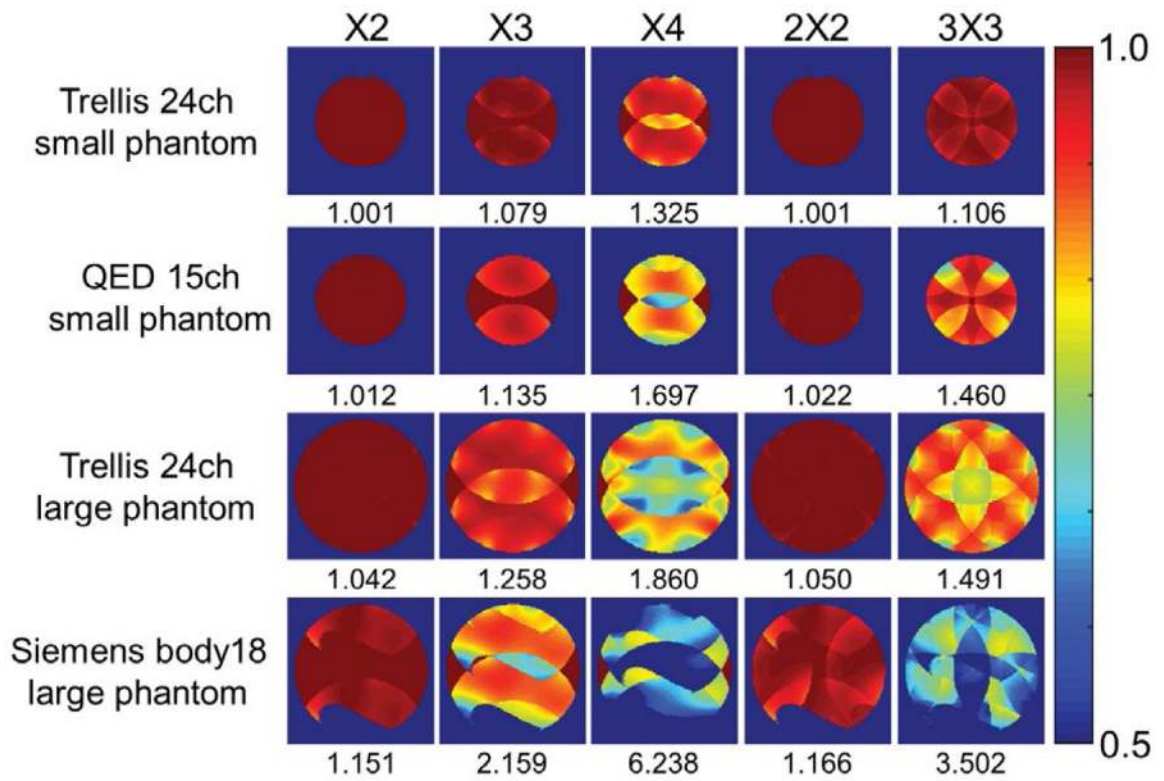 X2 X3 X4 2X2 3X3
1.0
Trellis 24ch
small phantom
1.001 1.079 1.325 1.001 1.106
QED 15ch
small phantom
1.012 1.135 1.697 1.022 1.460
Trellis 24ch
large phantom
1.042 1.258 1.860 1.050 1.491
Siemens body18
large phantom
0.5
1.151 2.159 6.238 1.166 3.502